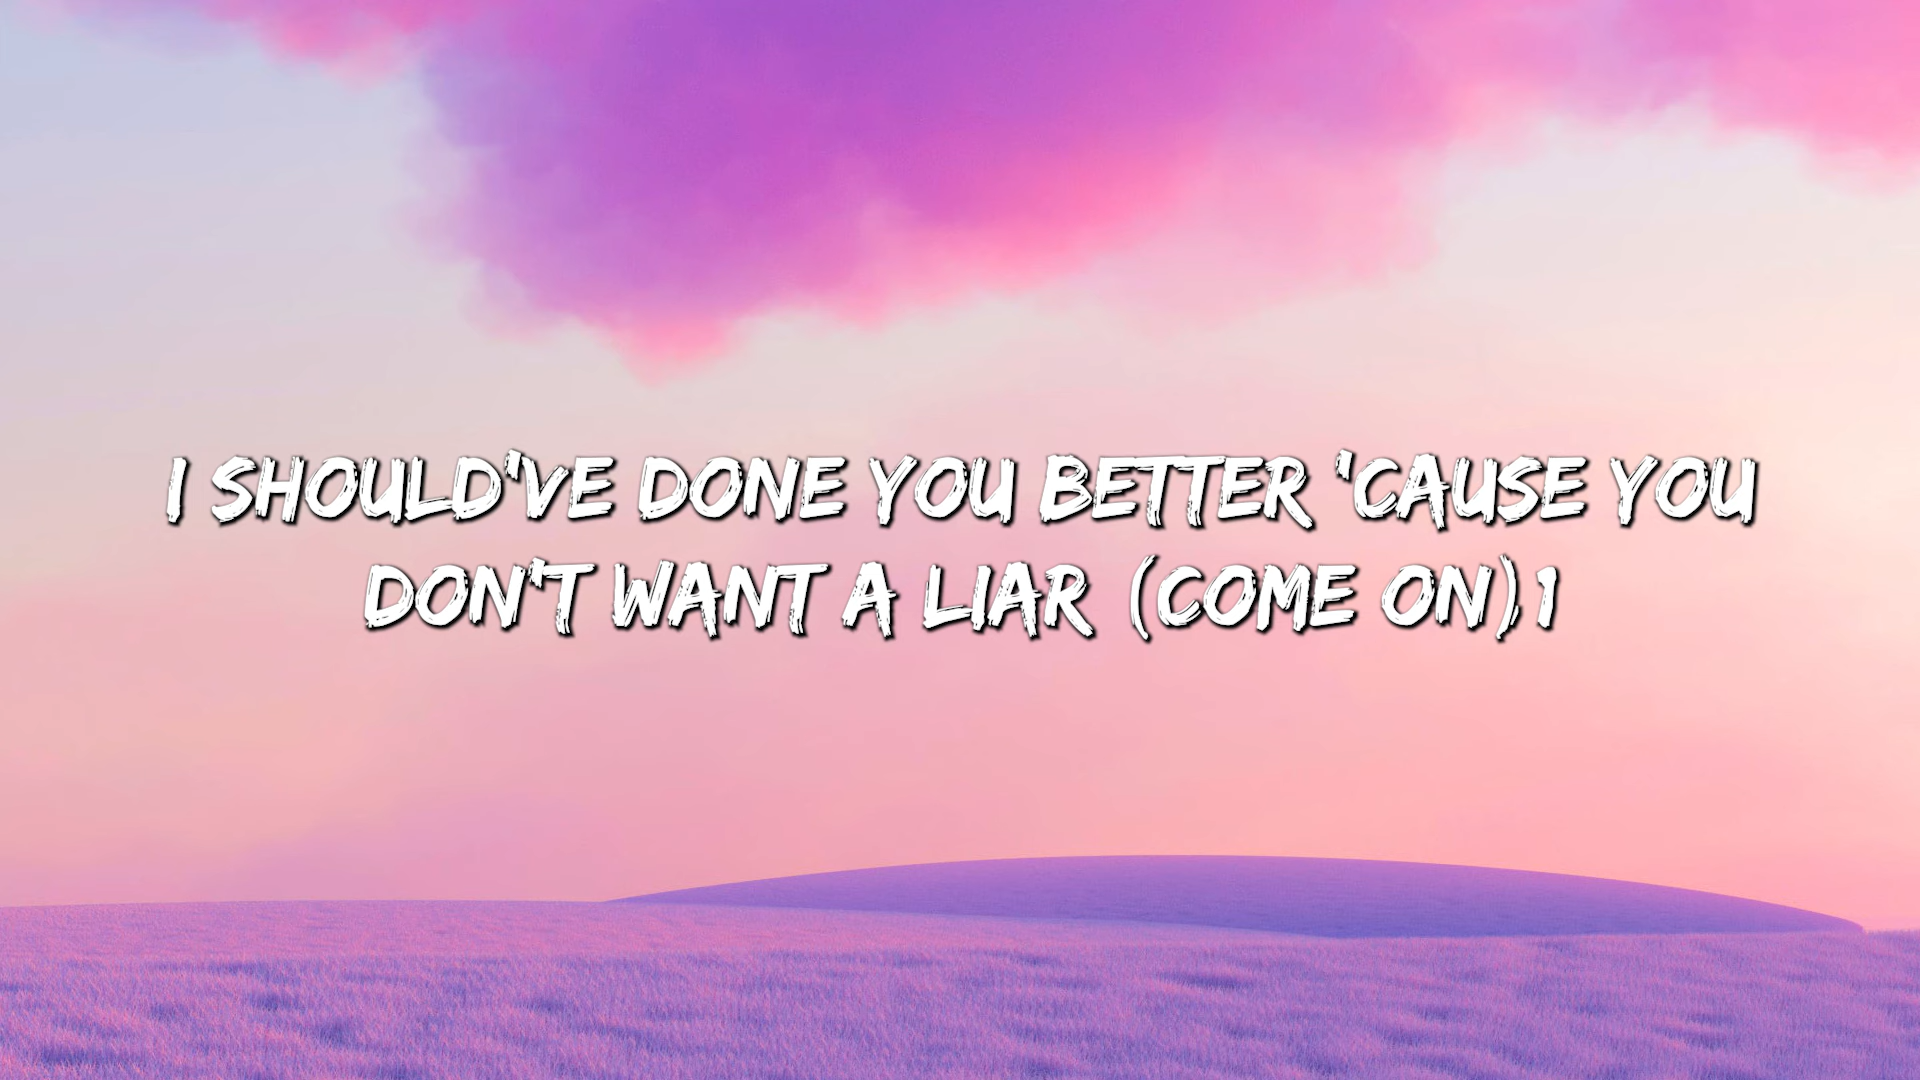 I SHOULD'VE DONE YOU BETTER 'CAUSE YOU
DON'T WANT A LIAR (COME ON),1